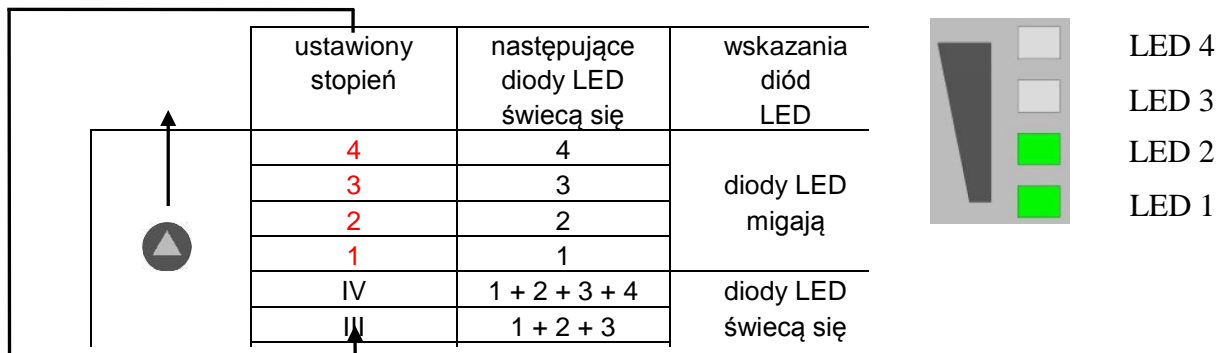 ustawiony następujące wskazania
stopień diody LED diód
świecą się LED
4 4
3 3 diody LED
2 2 migają
1 1
IV 1 + 2 + 3 + 4 diody LED
III 1 + 2 + 3 świecą się
LED 4
LED 3
LED 2
LED 1